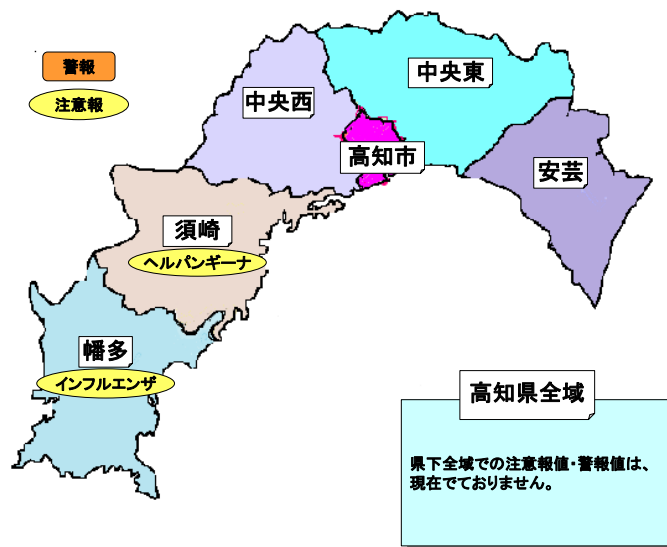 警報
注意報
中央東
中央西
高知市
安芸
須崎
ヘルパンギーナ
幡多
インフルエンザ
高知県全域
県下全域での注意報値・警報値は、
現在でておりません。